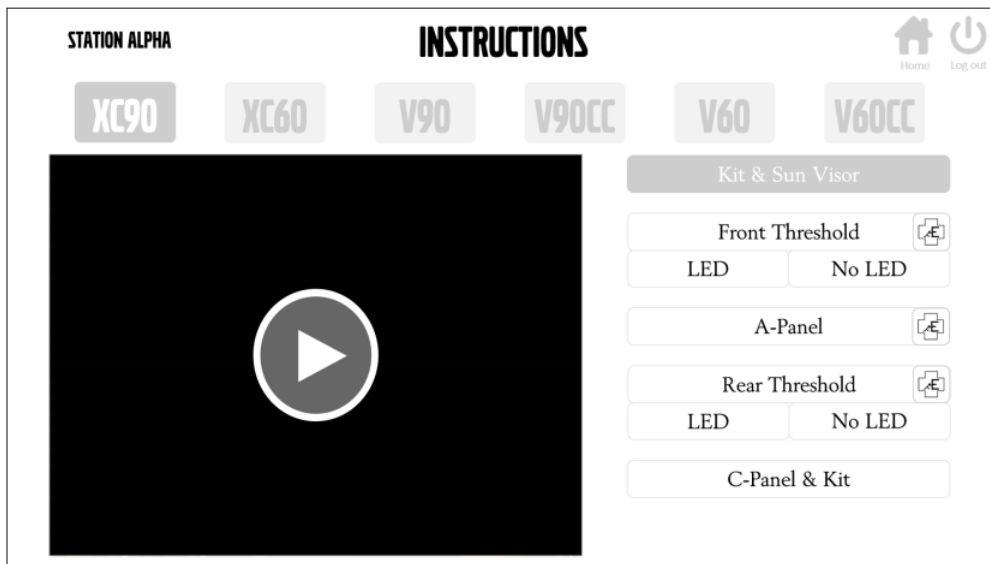 STATION ALPHA
INSTRUCTIONS
Home
Log out
XC90
XC60
V90
V90CC
V60
V60CC
Kit & Sun Visor
Front Threshold
LED
No LED
A-Panel
Rear Threshold
LED
No LED
C-Panel & Kit